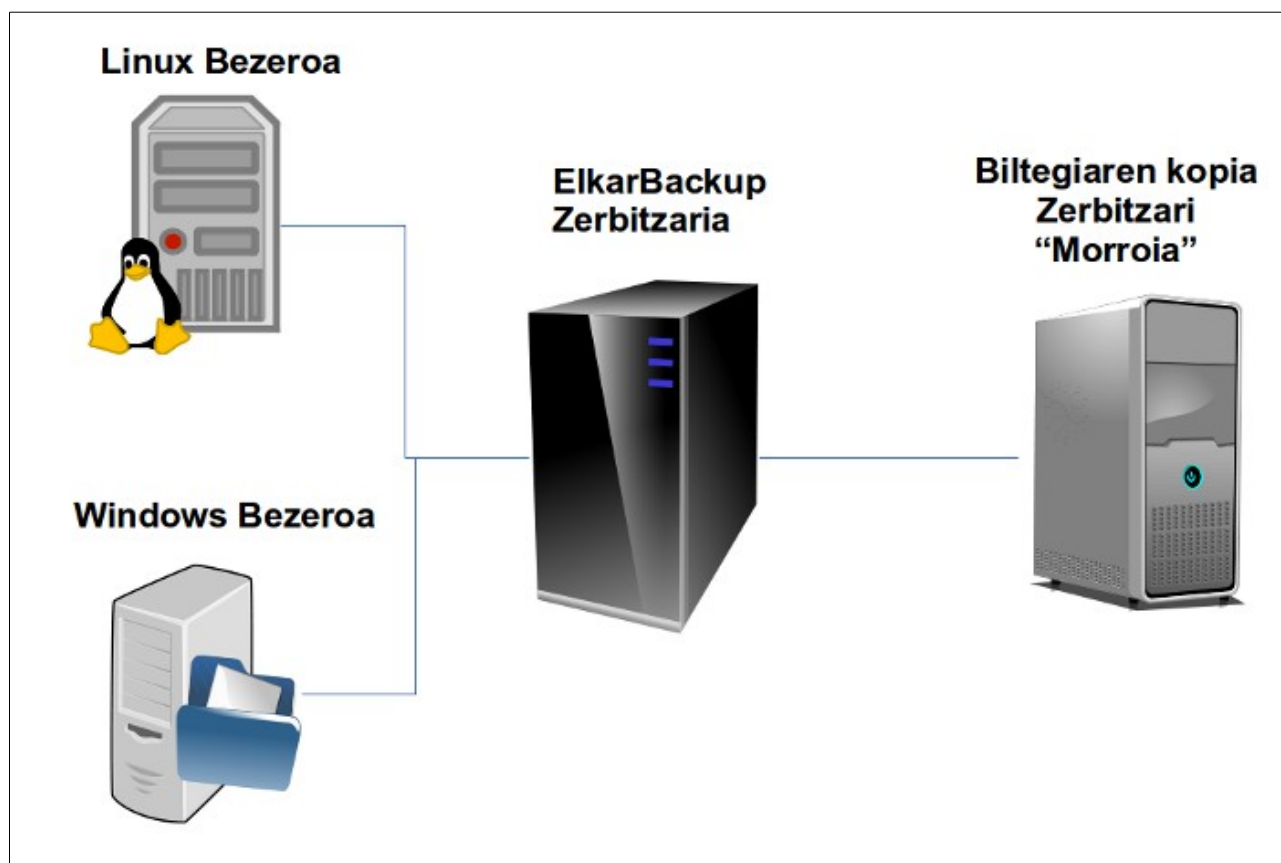 Linux Bezeroa
ElkarBackup
Zerbitzaria
Biltegiaren kopia
Zerbitzari
“Morroia”
Windows Bezeroa